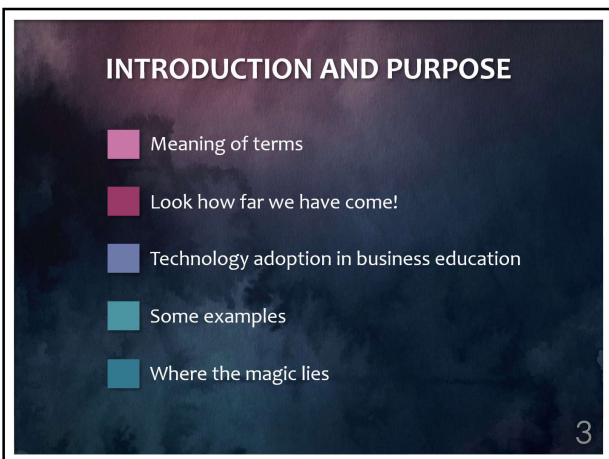 INTRODUCTION AND PURPOSE
Meaning of terms
Look how far we have come!
Technology adoption in business education
Some examples
Where the magic lies
3